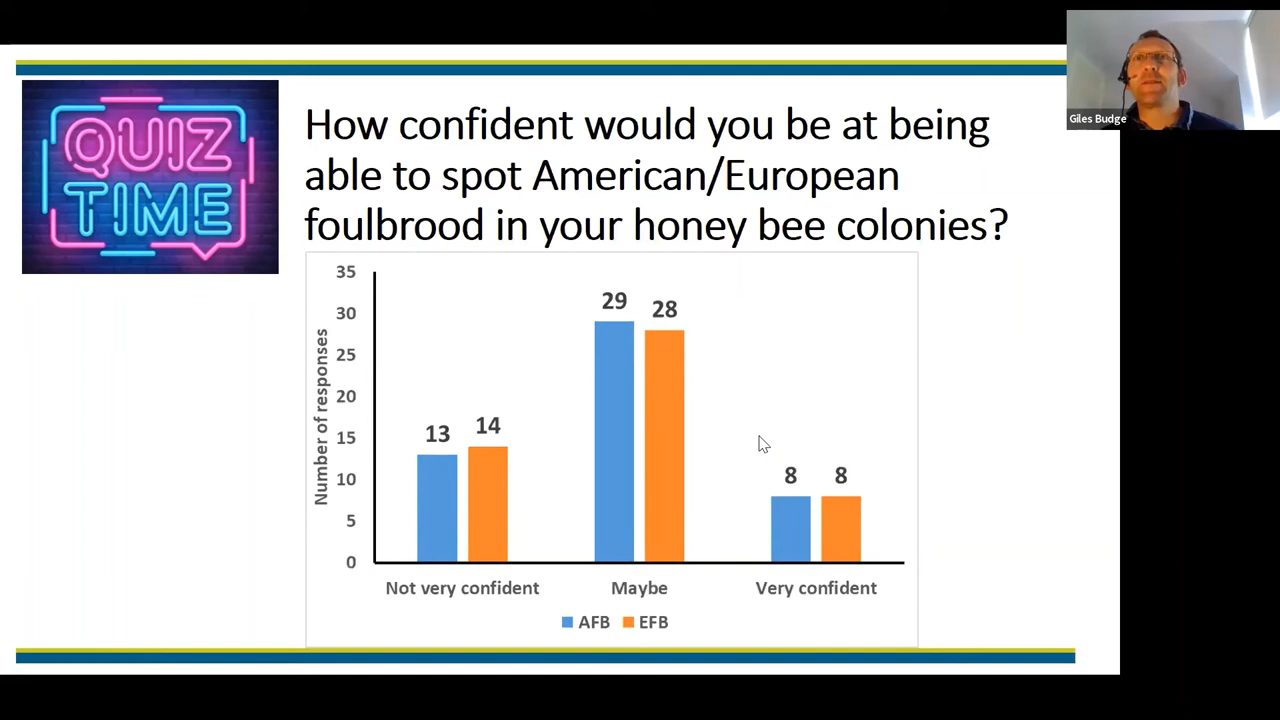 QUIZ
TIME
How confident would you be at being
able to spot American/European
foulbrood in your honey bee colonies?
Giles Budge
Number of responses
35
30
25
20
15
10
5
0
13
14
29
28
8
8
Not very confident
Maybe
Very confident
AFB
EFB